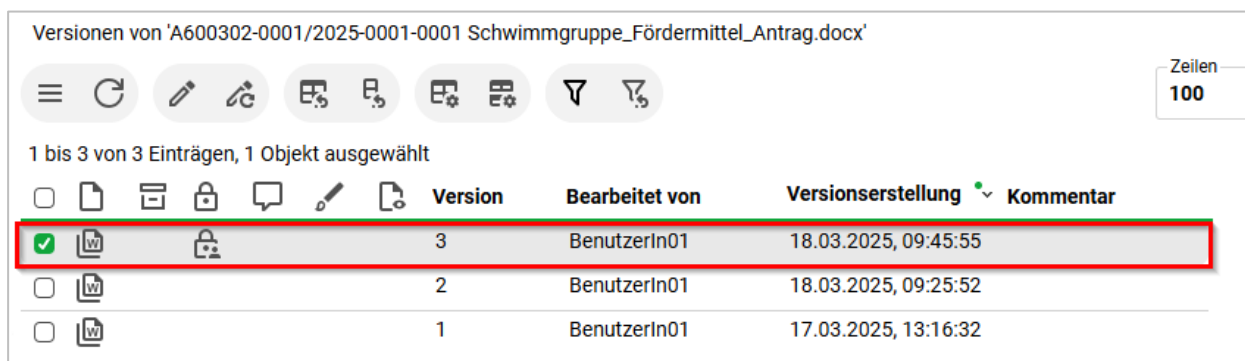 Versionen von 'A600302-0001/2025-0001-0001 Schwimmgruppe_Fördermittel_Antrag.docx'
Zeilen
100
1 bis 3 von 3 Einträgen, 1 Objekt ausgewählt
Version Bearbeitet von Versionserstellung Kommentar
W 3 BenutzerIn01 18.03.2025, 09:45:55
W 2 BenutzerIn01 18.03.2025, 09:25:52
W 1 BenutzerIn01 17.03.2025, 13:16:32